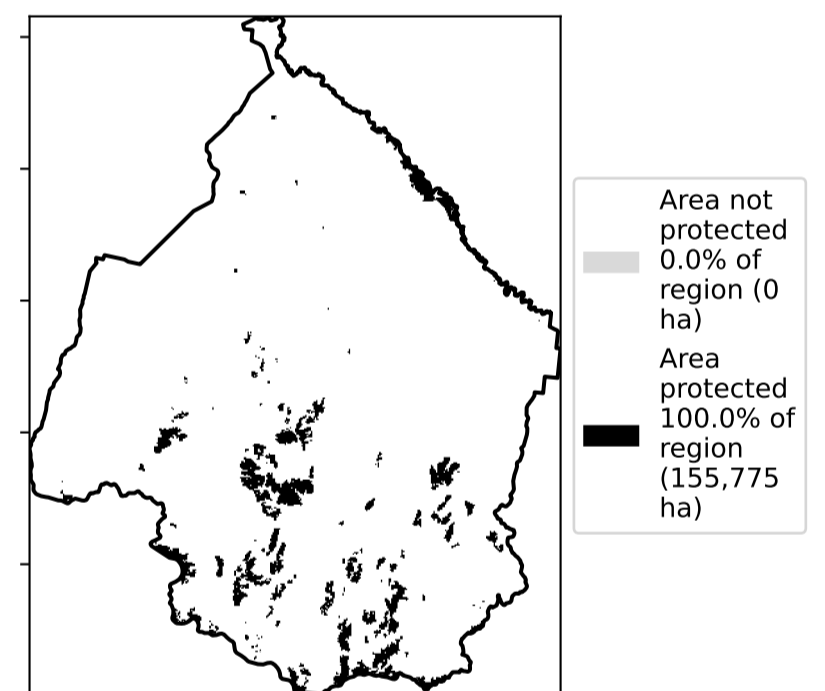 Area not
protected
0.0% of
region (0
ha)
Area
protected
100.0% of
region
(155,775
ha)